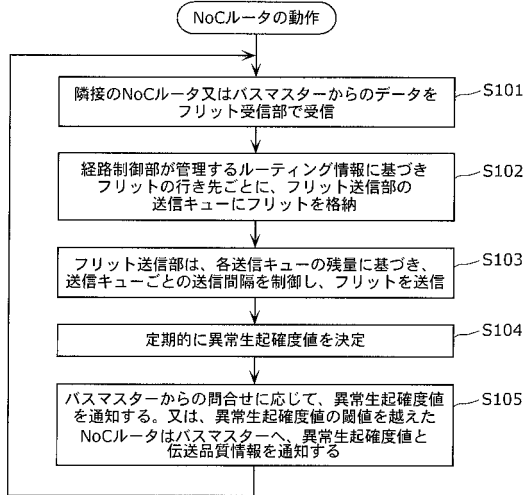 NoCルータの動作
隣接のNoCルータ又はバスマスターからのデータを
フリット受信部で受信
S101
経路制御部が管理するルーティング情報に基づき
フリットの行き先ごとに、フリット送信部の
送信キューにフリットを格納
S102
フリット送信部は、各送信キューの残量に基づき、
送信キューごとの送信間隔を制御し、フリットを送信
S103
定期的に異常生起確度値を決定
S104
バスマスターからの問合せに応じて、異常生起確度値
を通知する。又は、異常生起確度値の閾値を越えた
NoCルータはバスマスターへ、異常生起確度値と
伝送品質情報を通知する
S105